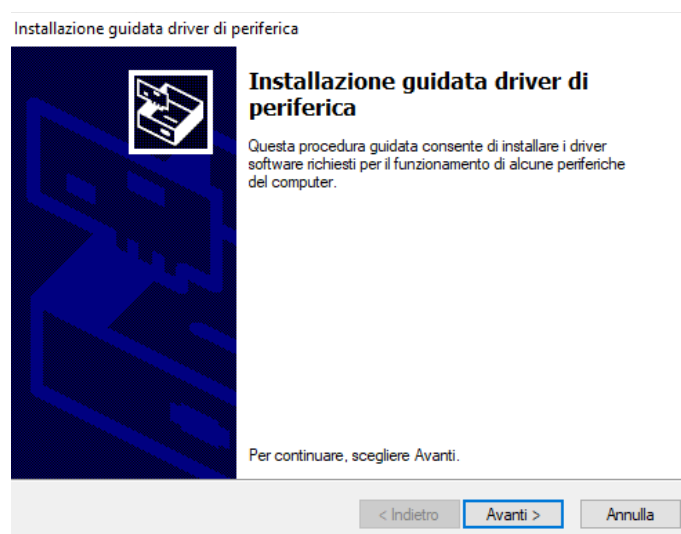 Installazione guidata driver di periferica
Installazione guidata driver di
periferica
Questa procedura guidata consente di installare i driver
software richiesti per il funzionamento di alcune periferiche
del computer.
Per continuare, scegliere Avanti.
< Indietro
Avanti >
Annulla